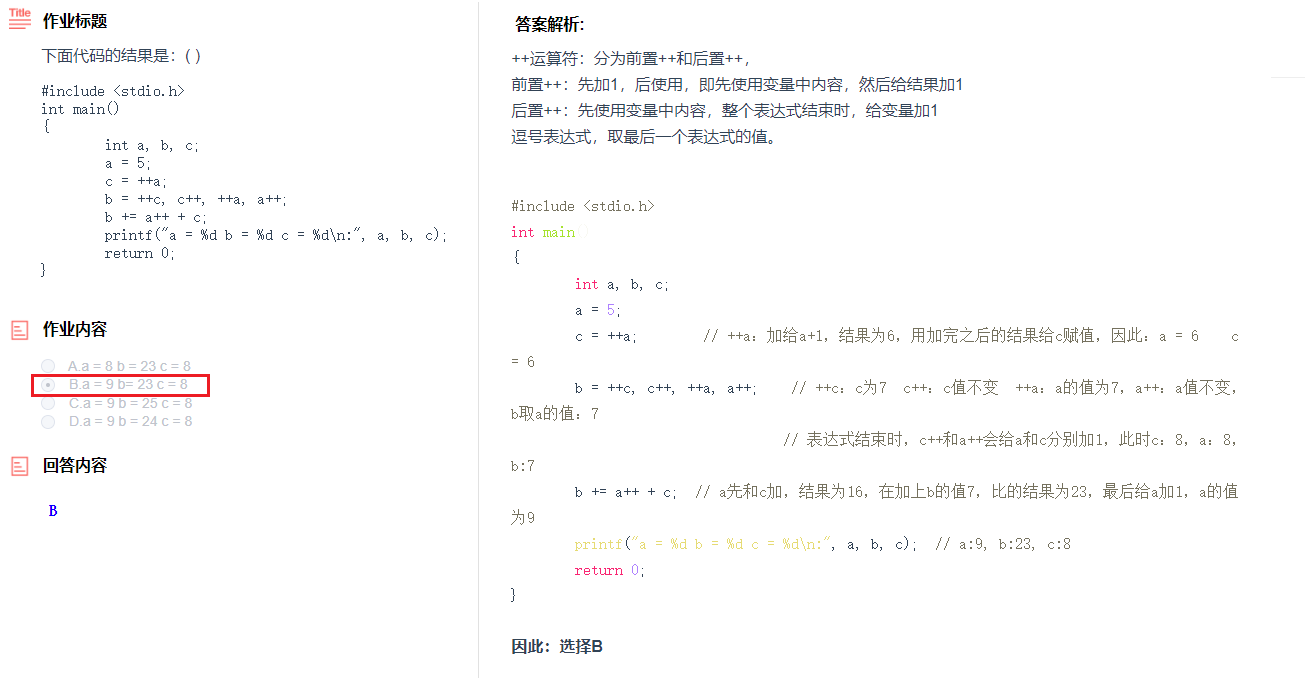 Title
作业标题
下面代码的结果是：( )
#include <stdio.h>
int main()
{
int a, b, c;
a = 5;
c = ++a;
b = ++c, c++, ++a, a++;
b += a++ + c;
printf("a = %d b = %d c = %d\n:", a, b, c);
return 0;
}
作业内容
A.a = 8 b = 23 c = 8
B.a = 9 b= 23 c = 8
C.a = 9 b = 25 c = 8
D.a = 9 b = 24 c = 8
回答内容
B
答案解析:
++运算符：分为前置++和后置++，
前置++：先加1，后使用，即先使用变量中内容，然后给结果加1
后置++：先使用变量中内容，整个表达式结束时，给变量加1
逗号表达式，取最后一个表达式的值。
#include <stdio.h>
int main
{
int a, b, c;
a = 5;
c = ++a; // ++a：加给a+1，结果为6，用加完之后的结果给c赋值，因此：a = 6 c
= 6
b = ++c, c++, ++a, a++; // ++c：c为7 c++：c值不变 ++a：a的值为7，a++：a值不变，
b取a的值：7
// 表达式结束时，c++和a++会给a和c分别加1，此时c：8，a：8，
b:7
b += a++ + c; // a先和c加，结果为16，在加上b的值7，比的结果为23，最后给a加1，a的值
为9
printf("a = %d b = %d c = %d\n:", a, b, c); // a:9, b:23, c:8
return 0;
}
因此：选择B